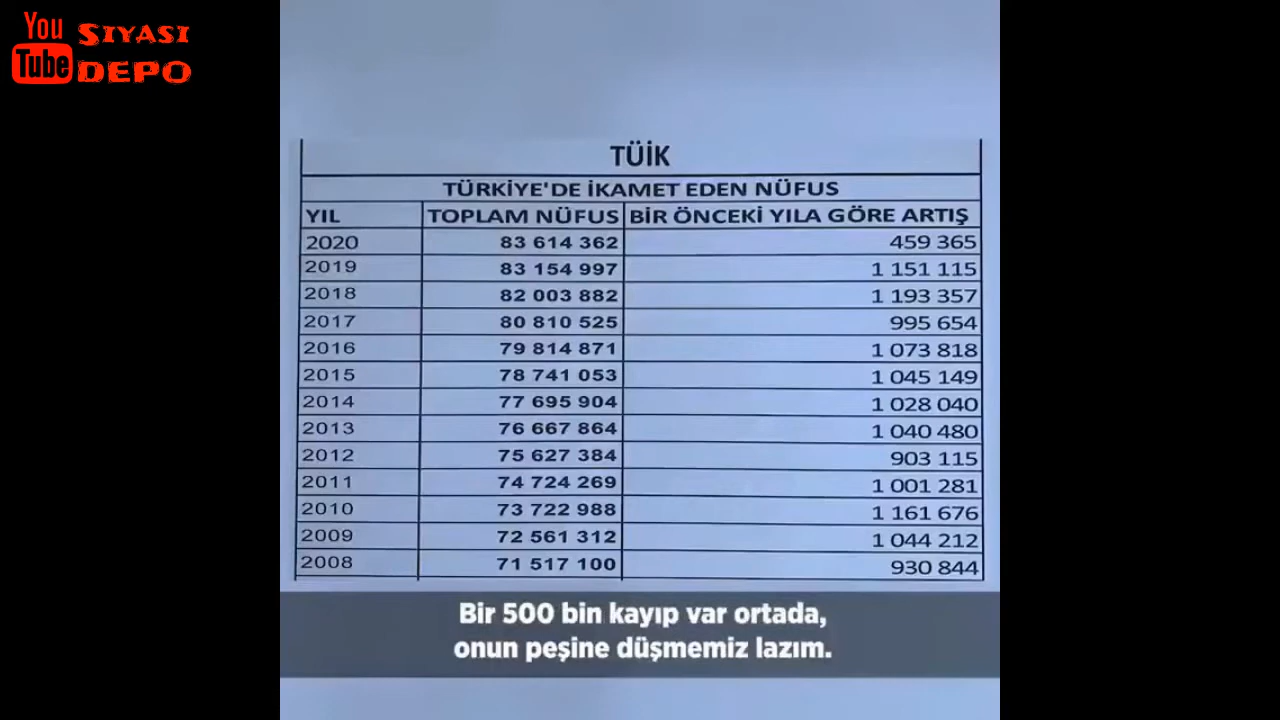 You Tube SIYASI DEPO
TÜİK
TÜRKİYE'DE İKAMET EDEN NÜFUS
YIL TOPLAM NÜFUS BİR ÖNCEKİ YILA GÖRE ARTIŞ
2020 83 614 362 459 365
2019 83 154 997 1 151 115
2018 82 003 882 1 193 357
2017 80 810 525 995 654
2016 79 814 871 1 073 818
2015 78 741 053 1 045 149
2014 77 695 904 1 028 040
2013 76 667 864 1 040 480
2012 75 627 384 903 115
2011 74 724 269 1 001 281
2010 73 722 988 1 161 676
2009 72 561 312 1 044 212
2008 71 517 100 930 844
Bir 500 bin kayıp var ortada,
onun peşine düşmemiz lazım.